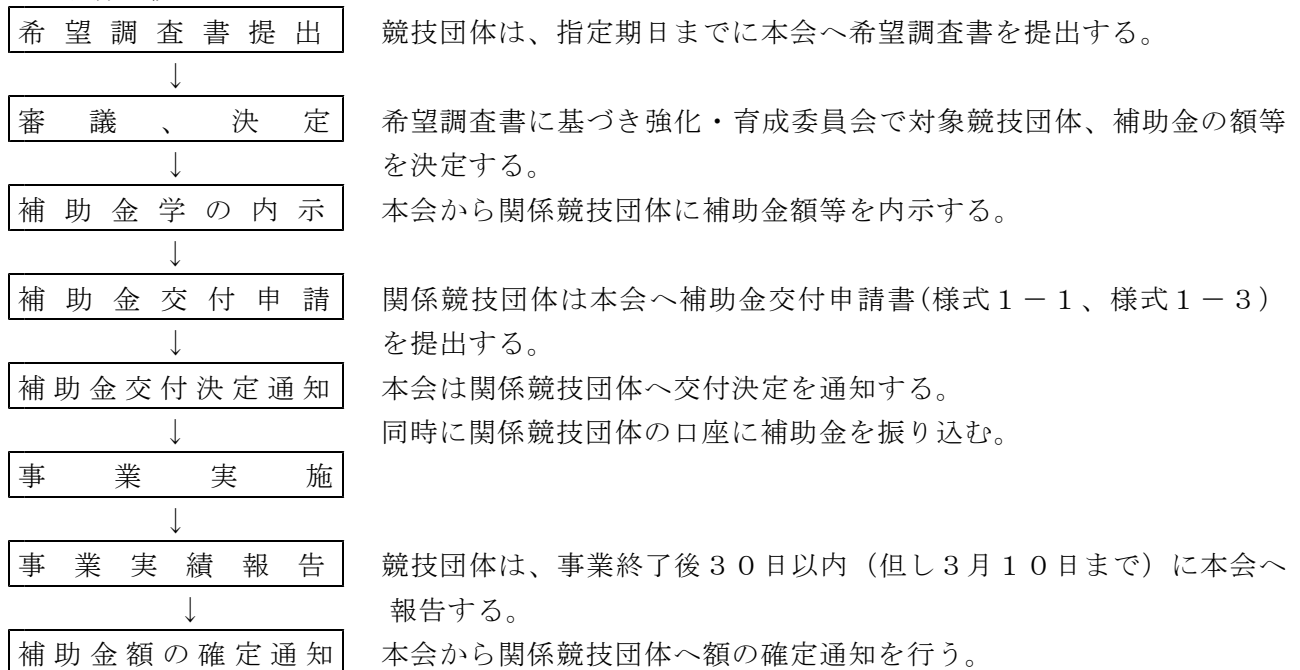 希望調査書提出　競技団体は、指定期日までに本会へ希望調査書を提出する。
↓
審議、決定　希望調査書に基づき強化・育成委員会で対象競技団体、補助金の額等
↓　を決定する。
補助金学の内示　本会から関係競技団体に補助金額等を内示する。
↓
補助金交付申請　関係競技団体は本会へ補助金交付申請書(様式１－１、様式１－３)
↓　を提出する。
補助金交付決定通知　本会は関係競技団体へ交付決定を通知する。
↓　同時に関係競技団体の口座に補助金を振り込む。
事業実施
↓
事業実績報告　競技団体は、事業終了後３０日以内（但し３月１０日まで）に本会へ
↓　報告する。
補助金額の確定通知　本会から関係競技団体へ額の確定通知を行う。